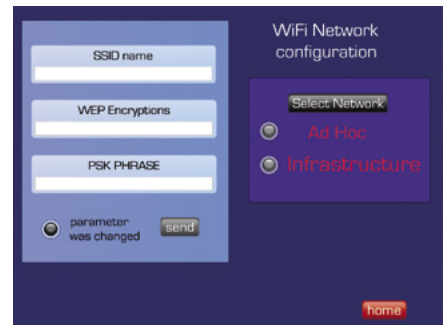 WiFi Network
configuration
SSID name
WEP Encryptions
PSK PHRASE
parameter
was changed
send
Select Network
Ad Hoc
Infrastructure
home